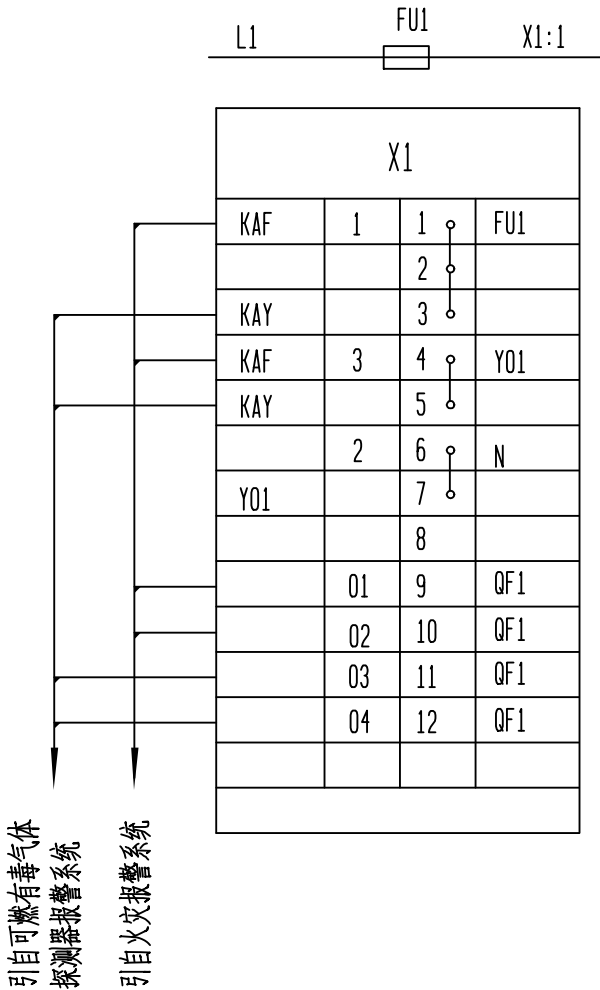 L1 FU1 X1:1
X1
KAF 1 1 FU1
2
KAY 3
KAF 3 4 Y01
KAY 5
2 6 N
Y01 7
8
01 9 QF1
02 10 QF1
03 11 QF1
04 12 QF1
引自可燃有毒气体
探测器报警系统
引自火灾报警系统